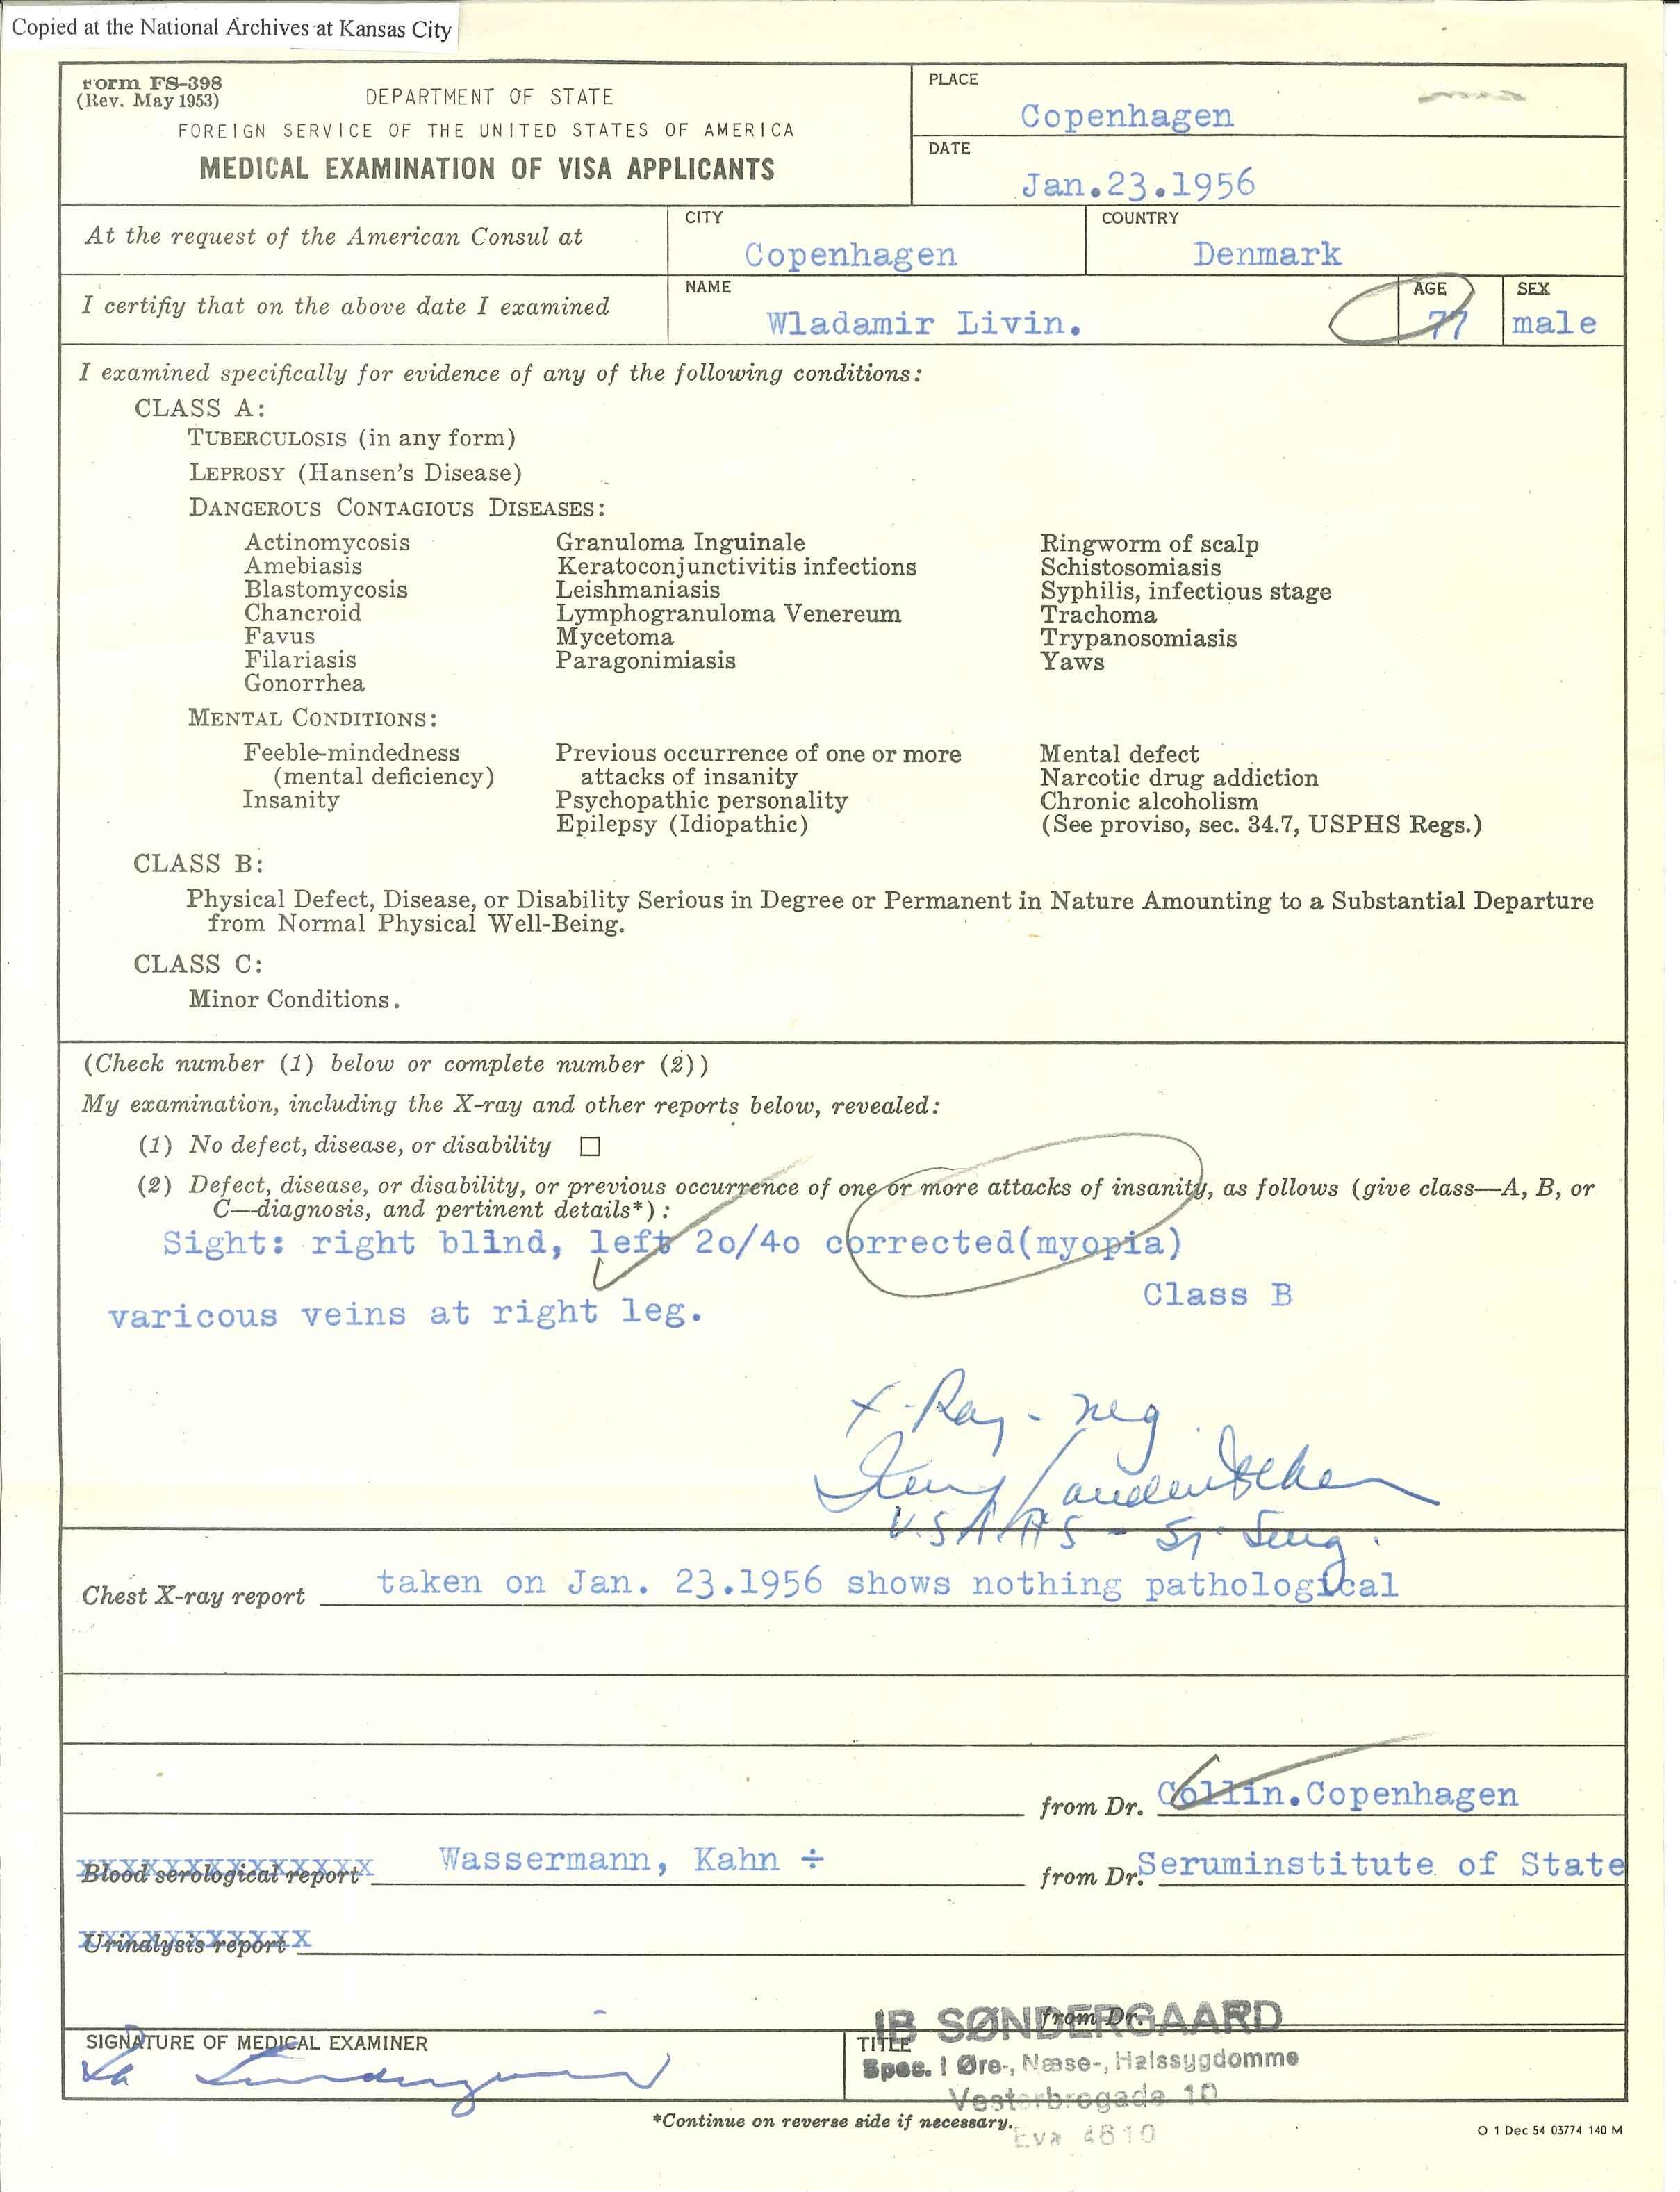 Copied at the National Archives at Kansas City
Form FS-398
(Rev. May 1953)
DEPARTMENT OF STATE
FOREIGN SERVICE OF THE UNITED STATES OF AMERICA
MEDICAL EXAMINATION OF VISA APPLICANTS
PLACE
Copenhagen
DATE
Jan.23.1956
At the request of the American Consul at
CITY
Copenhagen
COUNTRY
Denmark
I certify that on the above date I examined
NAME
Wladamir Livin.
AGE
77
SEX
male
I examined specifically for evidence of any of the following conditions:
CLASS A:
TUBERCULOSIS (in any form)
LEPROSY (Hansen's Disease)
DANGEROUS CONTAGIOUS DISEASES:
Actinomycosis
Amebiasis
Blastomycosis
Chancroid
Favus
Filariasis
Gonorrhea
Granuloma Inguinale
Keratoconjunctivitis infections
Leishmaniasis
Lymphogranuloma Venereum
Mycetoma
Paragonimiasis
Ringworm of scalp
Schistosomiasis
Syphilis, infectious stage
Trachoma
Trypanosomiasis
Yaws
MENTAL CONDITIONS:
Feeble-mindedness
(mental deficiency)
Insanity
Previous occurrence of one or more
attacks of insanity
Psychopathic personality
Epilepsy (Idiopathic)
Mental defect
Narcotic drug addiction
Chronic alcoholism
(See proviso, sec. 34.7, USPHS Regs.)
CLASS B:
Physical Defect, Disease, or Disability Serious in Degree or Permanent in Nature Amounting to a Substantial Departure
from Normal Physical Well-Being.
CLASS C:
Minor Conditions.
(Check number (1) below or complete number (2))
My examination, including the X-ray and other reports below, revealed:
(1) No defect, disease, or disability □
(2) Defect, disease, or disability, or previous occurrence of one or more attacks of insanity, as follows (give class—A, B, or
C—diagnosis, and pertinent details*):
Sight: right blind, left 2o/4o corrected(myopia)
Class B
varicous veins at right leg.
X-Ray - neg
Chest X-ray report taken on Jan. 23.1956 shows nothing pathological
from Dr. Collin.Copenhagen
Blood serological report Wassermann, Kahn ÷ from Dr. Seruminstitute of State
Urinalysis report
from Dr.
IB SØNDERGAARD
SIGNATURE OF MEDICAL EXAMINER
TITLE
Spec. i Øre-, Næse-, Halssygdomme
Vesterbrogade 10
Eva 4610
*Continue on reverse side if necessary.
O 1 Dec 54 03774 140 M